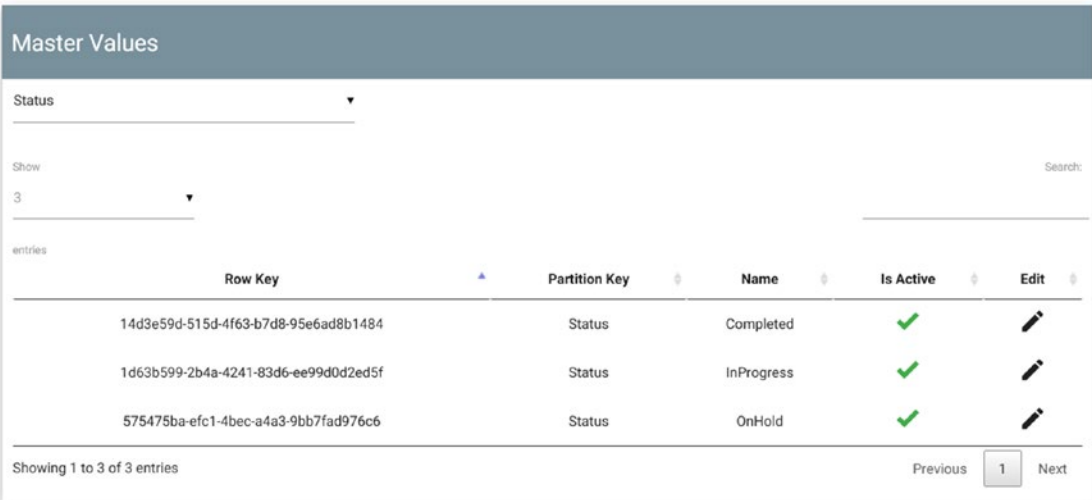 Master Values
Status
Show
Search:
3
entries
Row Key Partition Key Name Is Active Edit
14d3e59d-515d-4f63-b7d8-95e6ad8b1484 Status Completed
1d63b599-2b4a-4241-83d6-ee99d0d2ed5f Status InProgress
575475ba-efc1-4bec-a4a3-9bb7fad976c6 Status OnHold
Showing 1 to 3 of 3 entries Previous 1 Next